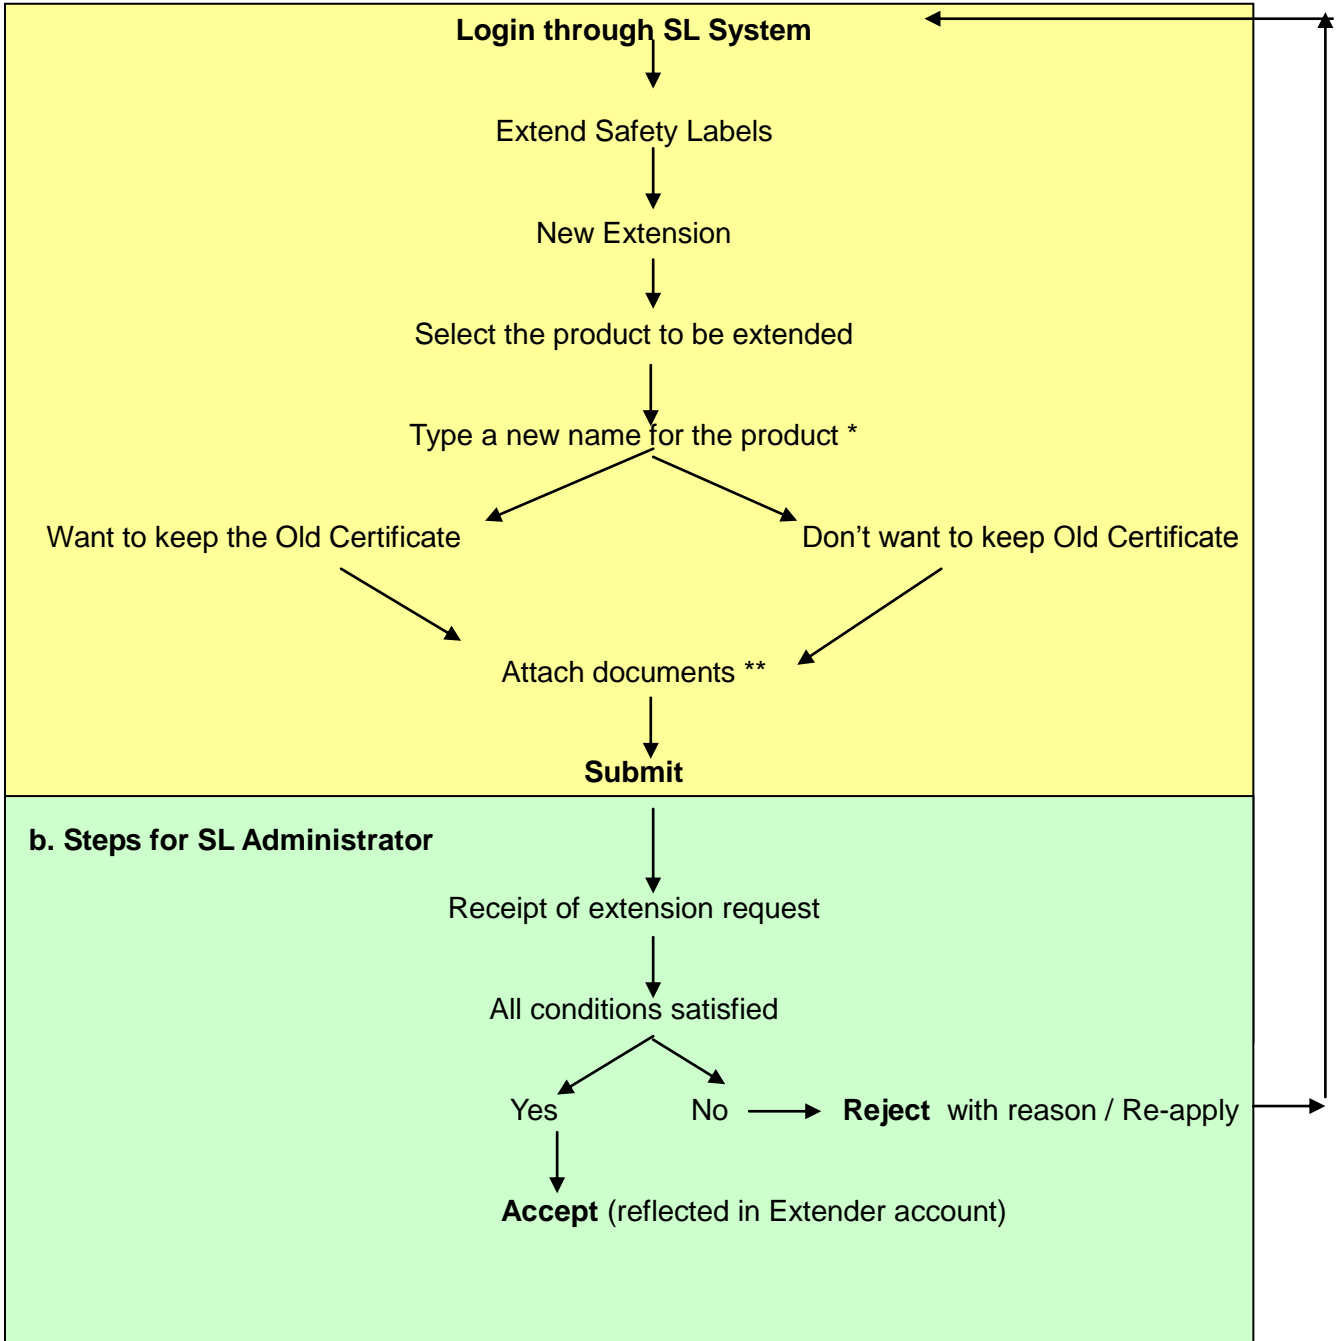 Login through SL System
Extend Safety Labels
New Extension
Select the product to be extended
Type a new name for the product *
Want to keep the Old Certificate
Don’t want to keep Old Certificate
Attach documents **
Submit
b. Steps for SL Administrator
Receipt of extension request
All conditions satisfied
Yes No Reject with reason / Re-apply
Accept (reflected in Extender account)